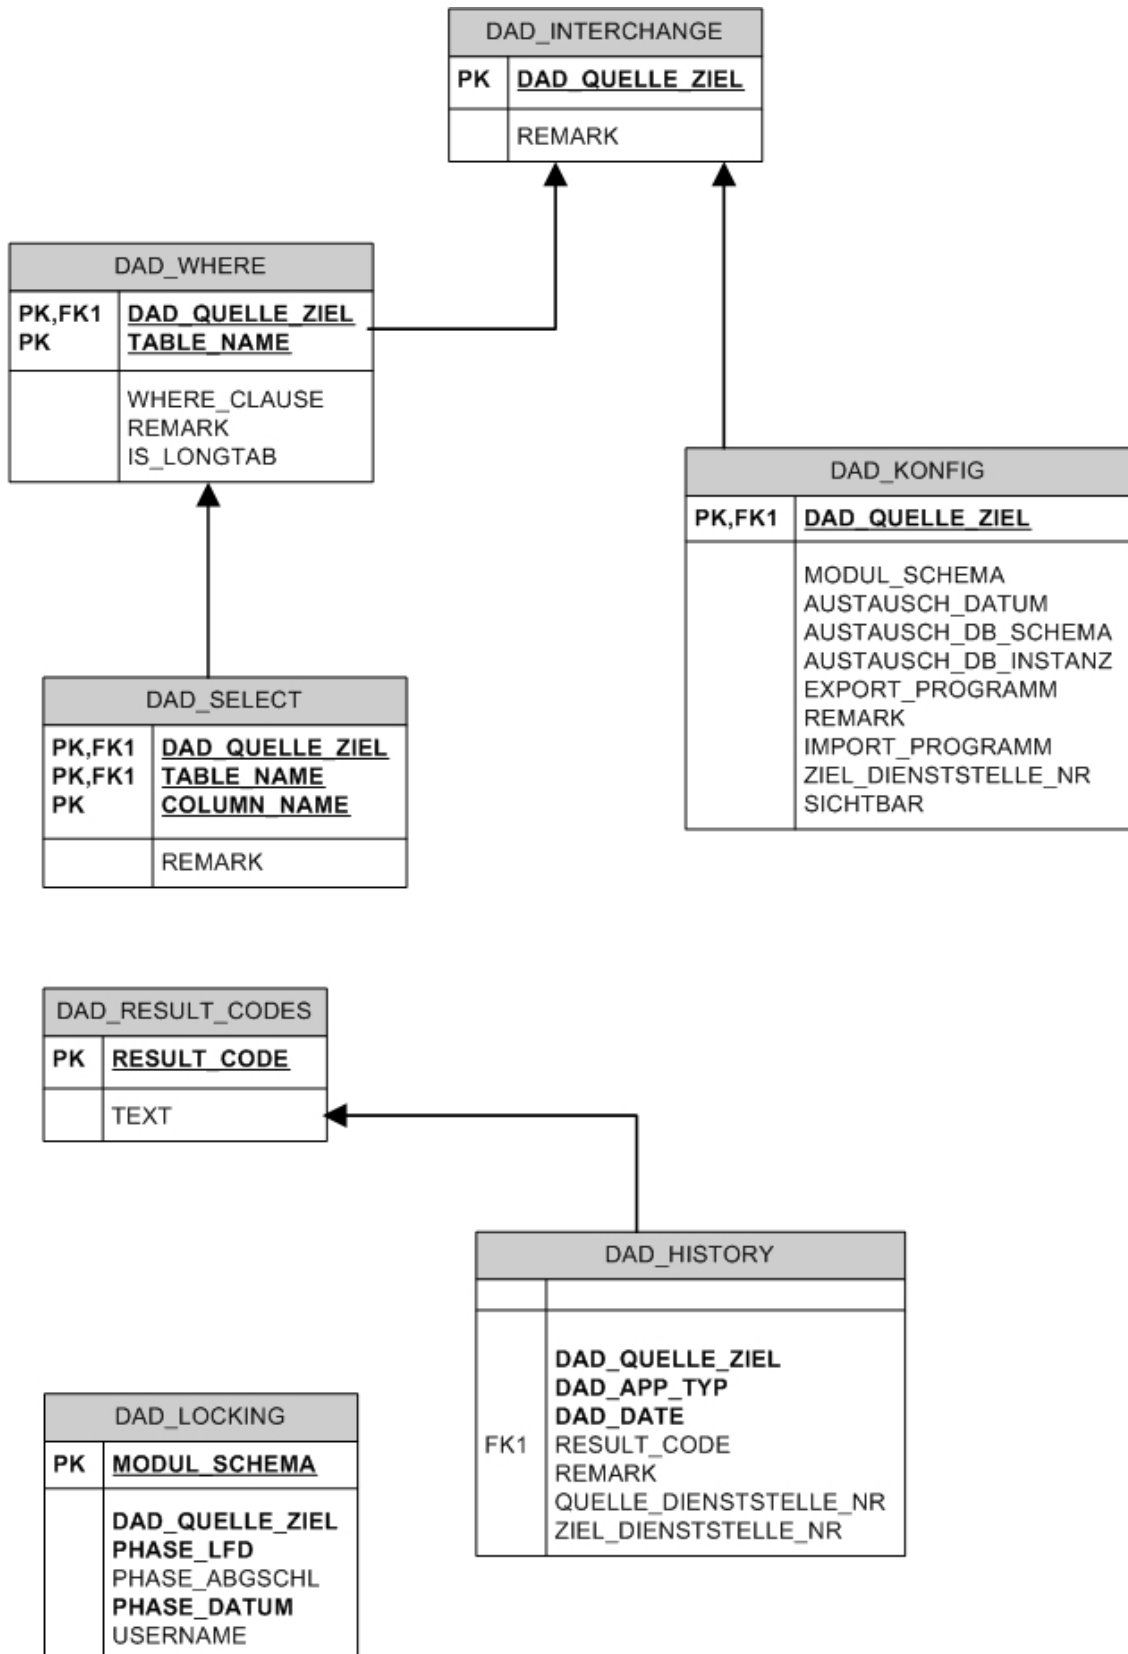 DAD_INTERCHANGE
PK DAD_QUELLE_ZIEL
REMARK
DAD_WHERE
PK,FK1 DAD_QUELLE_ZIEL
PK TABLE_NAME
WHERE_CLAUSE
REMARK
IS_LONGTAB
DAD_KONFIG
PK,FK1 DAD_QUELLE_ZIEL
MODUL_SCHEMA
AUSTAUSCH_DATUM
AUSTAUSCH_DB_SCHEMA
AUSTAUSCH_DB_INSTANZ
EXPORT_PROGRAMM
REMARK
IMPORT_PROGRAMM
ZIEL_DIENSTSTELLE_NR
SICHTBAR
DAD_SELECT
PK,FK1 DAD_QUELLE_ZIEL
PK,FK1 TABLE_NAME
PK COLUMN_NAME
REMARK
DAD_RESULT_CODES
PK RESULT_CODE
TEXT
DAD_HISTORY
DAD_QUELLE_ZIEL
DAD_APP_TYP
DAD_DATE
FK1 RESULT_CODE
REMARK
QUELLE_DIENSTSTELLE_NR
ZIEL_DIENSTSTELLE_NR
DAD_LOCKING
PK MODUL_SCHEMA
DAD_QUELLE_ZIEL
PHASE_LFD
PHASE_ABGSCHL
PHASE_DATUM
USERNAME